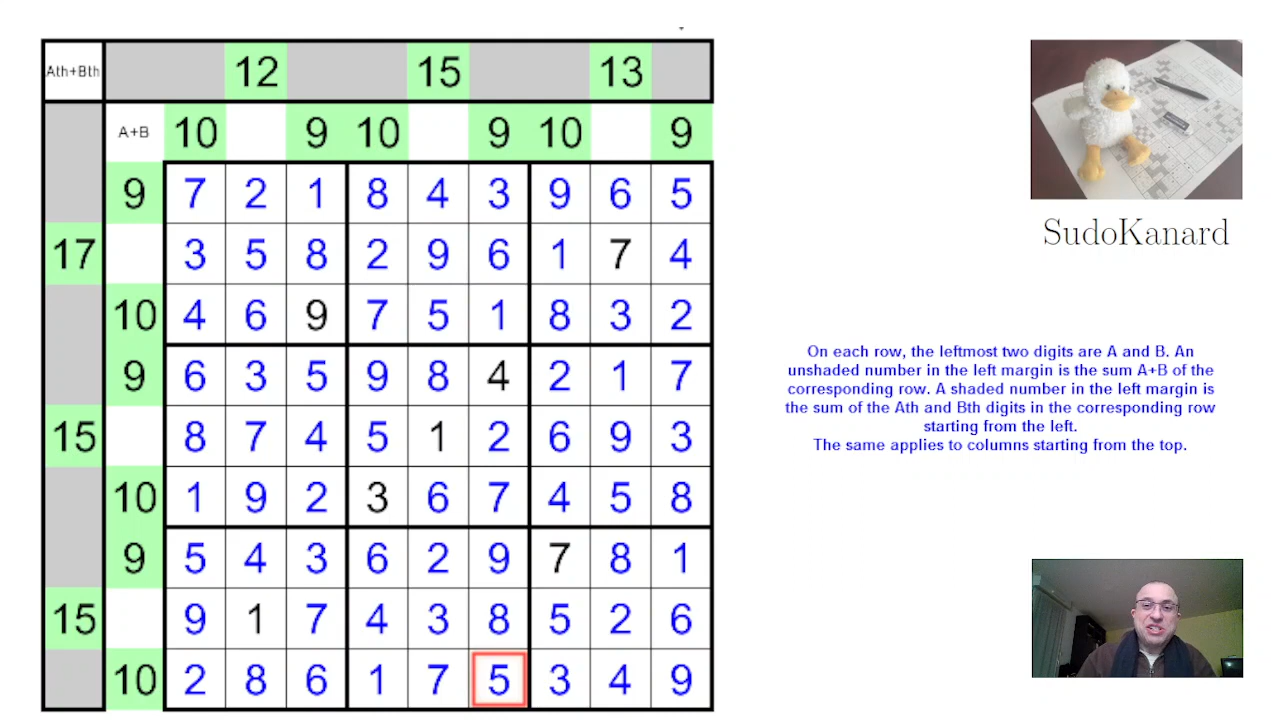 Ath+Bth 12 15 13
A+B 10 9 10 9 10 9
9 7 2 1 8 4 3 9 6 5
17 3 5 8 2 9 6 1 7 4
10 4 6 9 7 5 1 8 3 2
9 6 3 5 9 8 4 2 1 7
15 8 7 4 5 1 2 6 9 3
10 1 9 2 3 6 7 4 5 8
9 5 4 3 6 2 9 7 8 1
15 9 1 7 4 3 8 5 2 6
10 2 8 6 1 7 5 3 4 9
SudoKanard
On each row, the leftmost two digits are A and B. An
unshaded number in the left margin is the sum A+B of the
corresponding row. A shaded number in the left margin is
the sum of the Ath and Bth digits in the corresponding row
starting from the left.
The same applies to columns starting from the top.